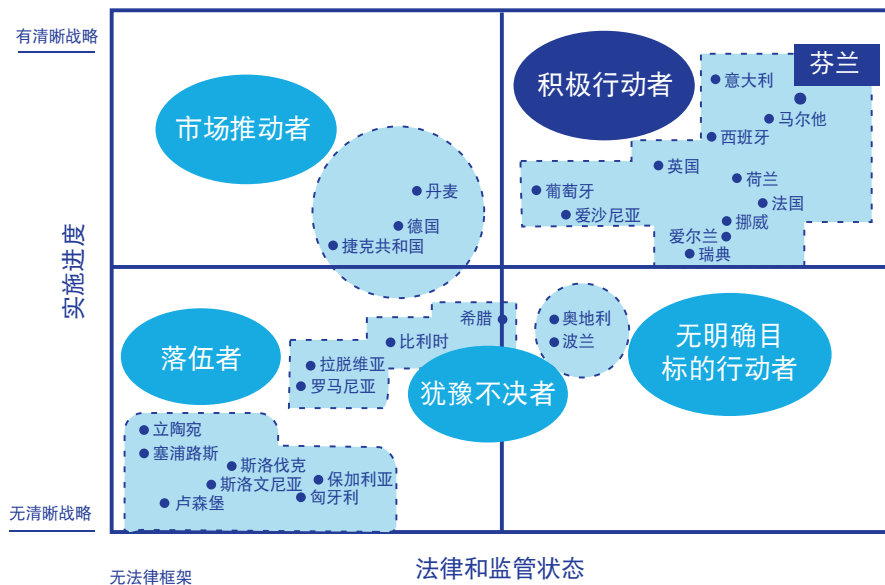 有清晰战略
芬兰
积极行动者
意大利
市场推动者
马尔他
西班牙
英国
荷兰
丹麦
葡萄牙
法国
爱沙尼亚
挪威
德国
爱尔兰
捷克共和国
瑞典
实施进度
希腊
奥地利
比利时
波兰
无明确目
标的行动者
落伍者
拉脱维亚
罗马尼亚
犹豫不决者
立陶宛
塞浦路斯
斯洛伐克
保加利亚
斯洛文尼亚
匈牙利
卢森堡
无清晰战略
无法律框架
法律和监管状态